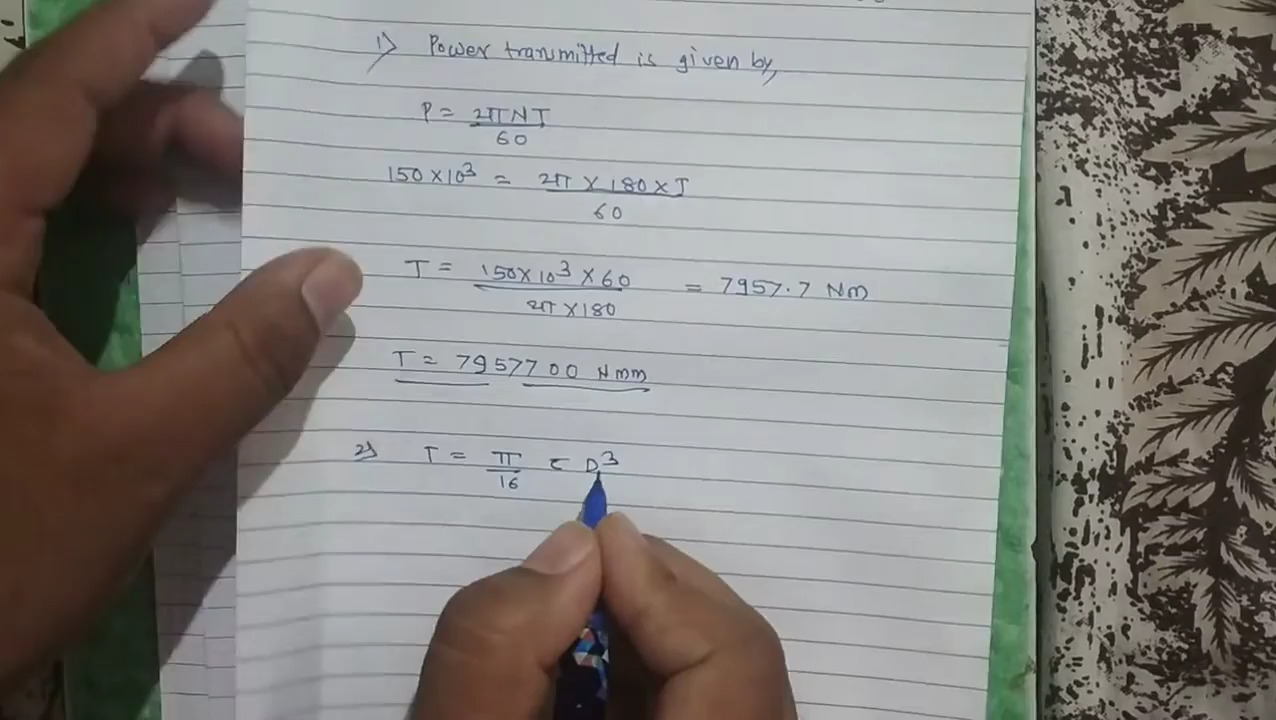 1) Power transmitted is given by,
P = 2πNT
60
150×10³ = 2π × 180 × T
60
T = 150×10³ × 60 = 7957.7 Nm
2π × 180
T = 7957700 Nmm
2) T = π τ D³
16